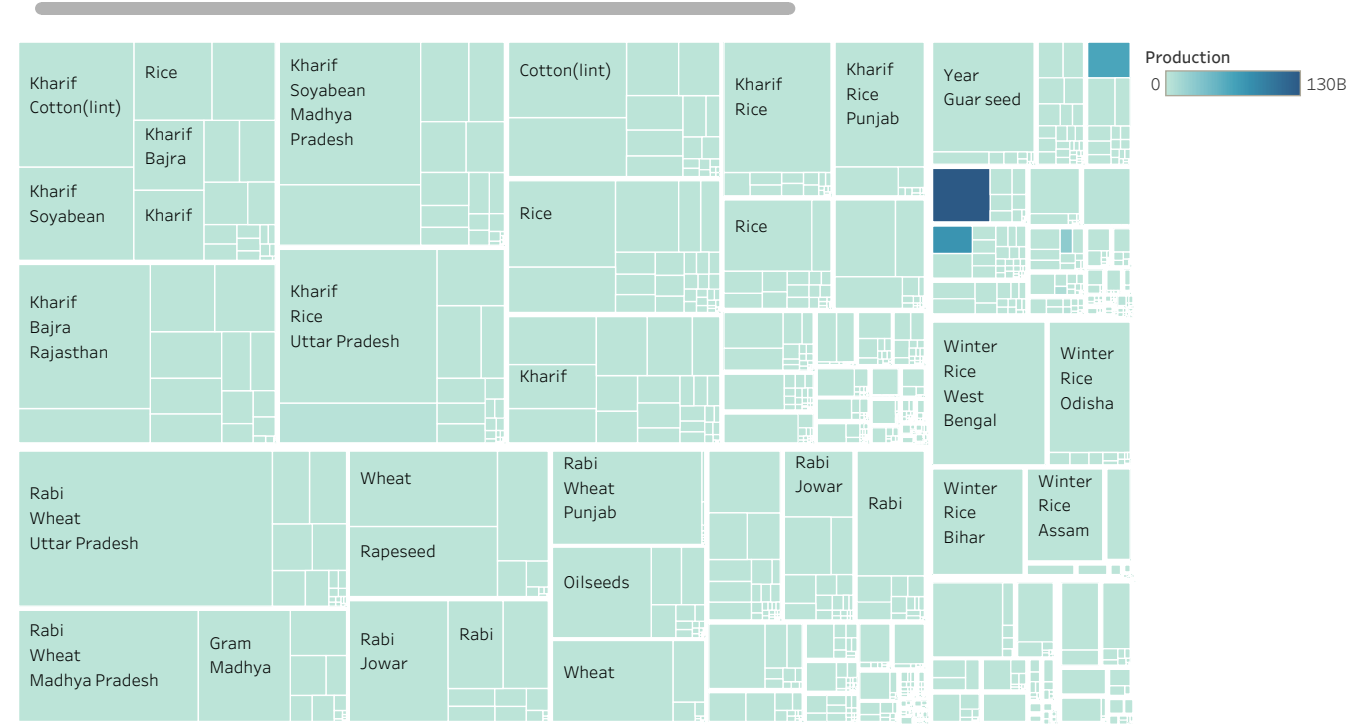 Kharif
Cotton(lint)
Rice
Kharif
Bajra
Kharif
Soyabean
Kharif
Kharif
Soyabean
Madhya
Pradesh
Cotton(lint)
Kharif
Rice
Kharif
Rice
Punjab
Year
Guar seed
Production
0
130B
Rice
Rice
Kharif
Bajra
Rajasthan
Kharif
Rice
Uttar Pradesh
Kharif
Winter
Rice
West
Bengal
Winter
Rice
Odisha
Rabi
Wheat
Uttar Pradesh
Wheat
Rapeseed
Rabi
Wheat
Punjab
Oilseeds
Rabi
Jowar
Rabi
Winter
Rice
Bihar
Winter
Rice
Assam
Rabi
Wheat
Madhya Pradesh
Gram
Madhya
Rabi
Jowar
Rabi
Wheat